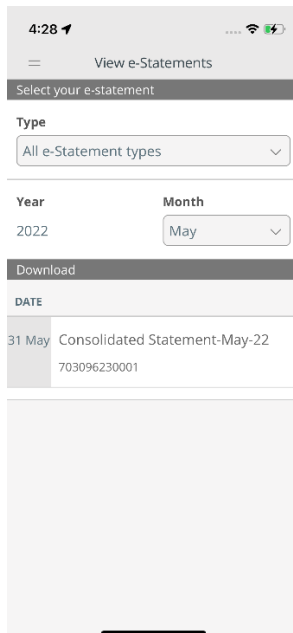 4:28
View e-Statements
Select your e-statement
Type
All e-Statement types
Year Month
2022 May
Download
DATE
31 May Consolidated Statement-May-22
703096230001